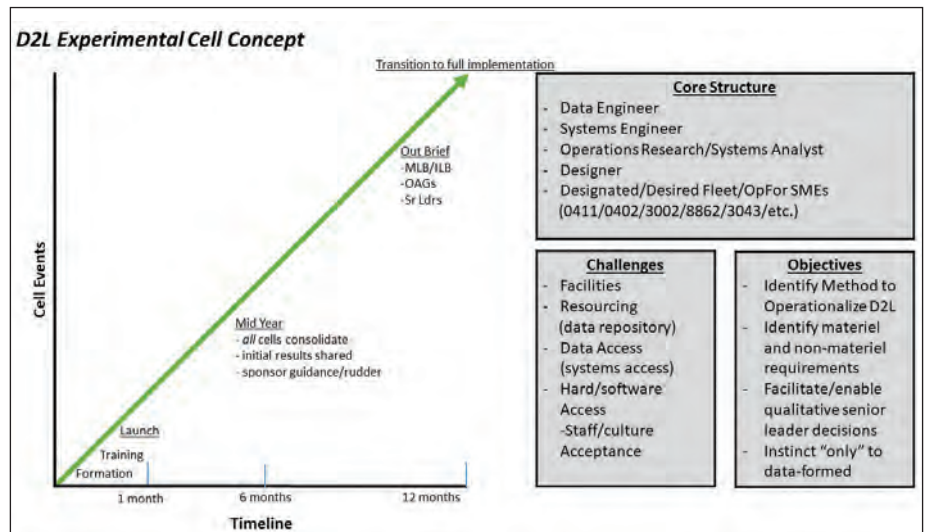 D2L Experimental Cell Concept
Transition to full implementation
Out Brief
-MLB/ILB
-OAGs
-Sr Ldrs
Cell Events
Mid Year
- all cells consolidate
- initial results shared
- sponsor guidance/rudder
Launch
Training
Formation
1 month
6 months
12 months
Timeline
Core Structure
- Data Engineer
- Systems Engineer
- Operations Research/Systems Analyst
- Designer
- Designated/Desired Fleet/OpFor SMEs
(0411/0402/3002/8862/3043/etc.)
Challenges
- Facilities
- Resourcing
(data repository)
- Data Access
(systems access)
- Hard/software
Access
-Staff/culture
Acceptance
Objectives
- Identify Method to
Operationalize D2L
- Identify materiel
and non-materiel
requirements
- Facilitate/enable
qualitative senior
leader decisions
- Instinct “only” to
data-formed